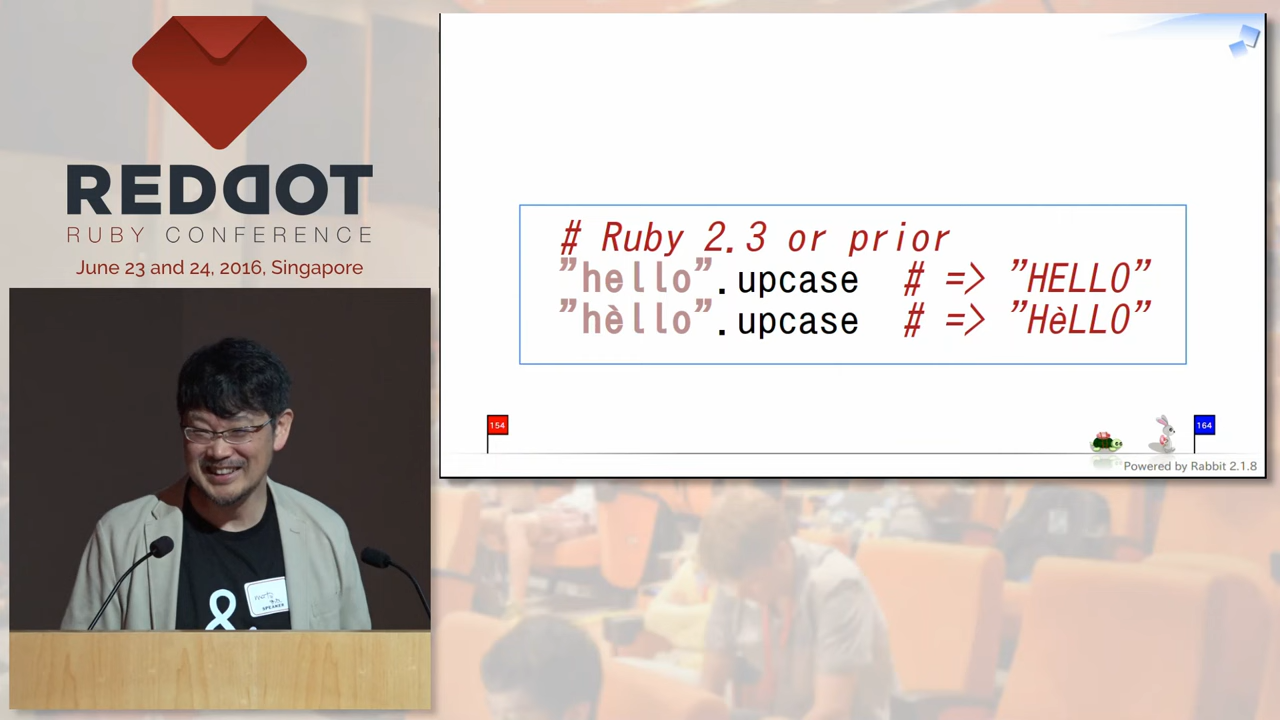 REDDOT
RUBY CONFERENCE
June 23 and 24, 2016, Singapore
# Ruby 2.3 or prior
"hello".upcase # => "HELLO"
"hèllo".upcase # => "HèLLO"
154
164
Powered by Rabbit 2.1.8
&
SPEAKER